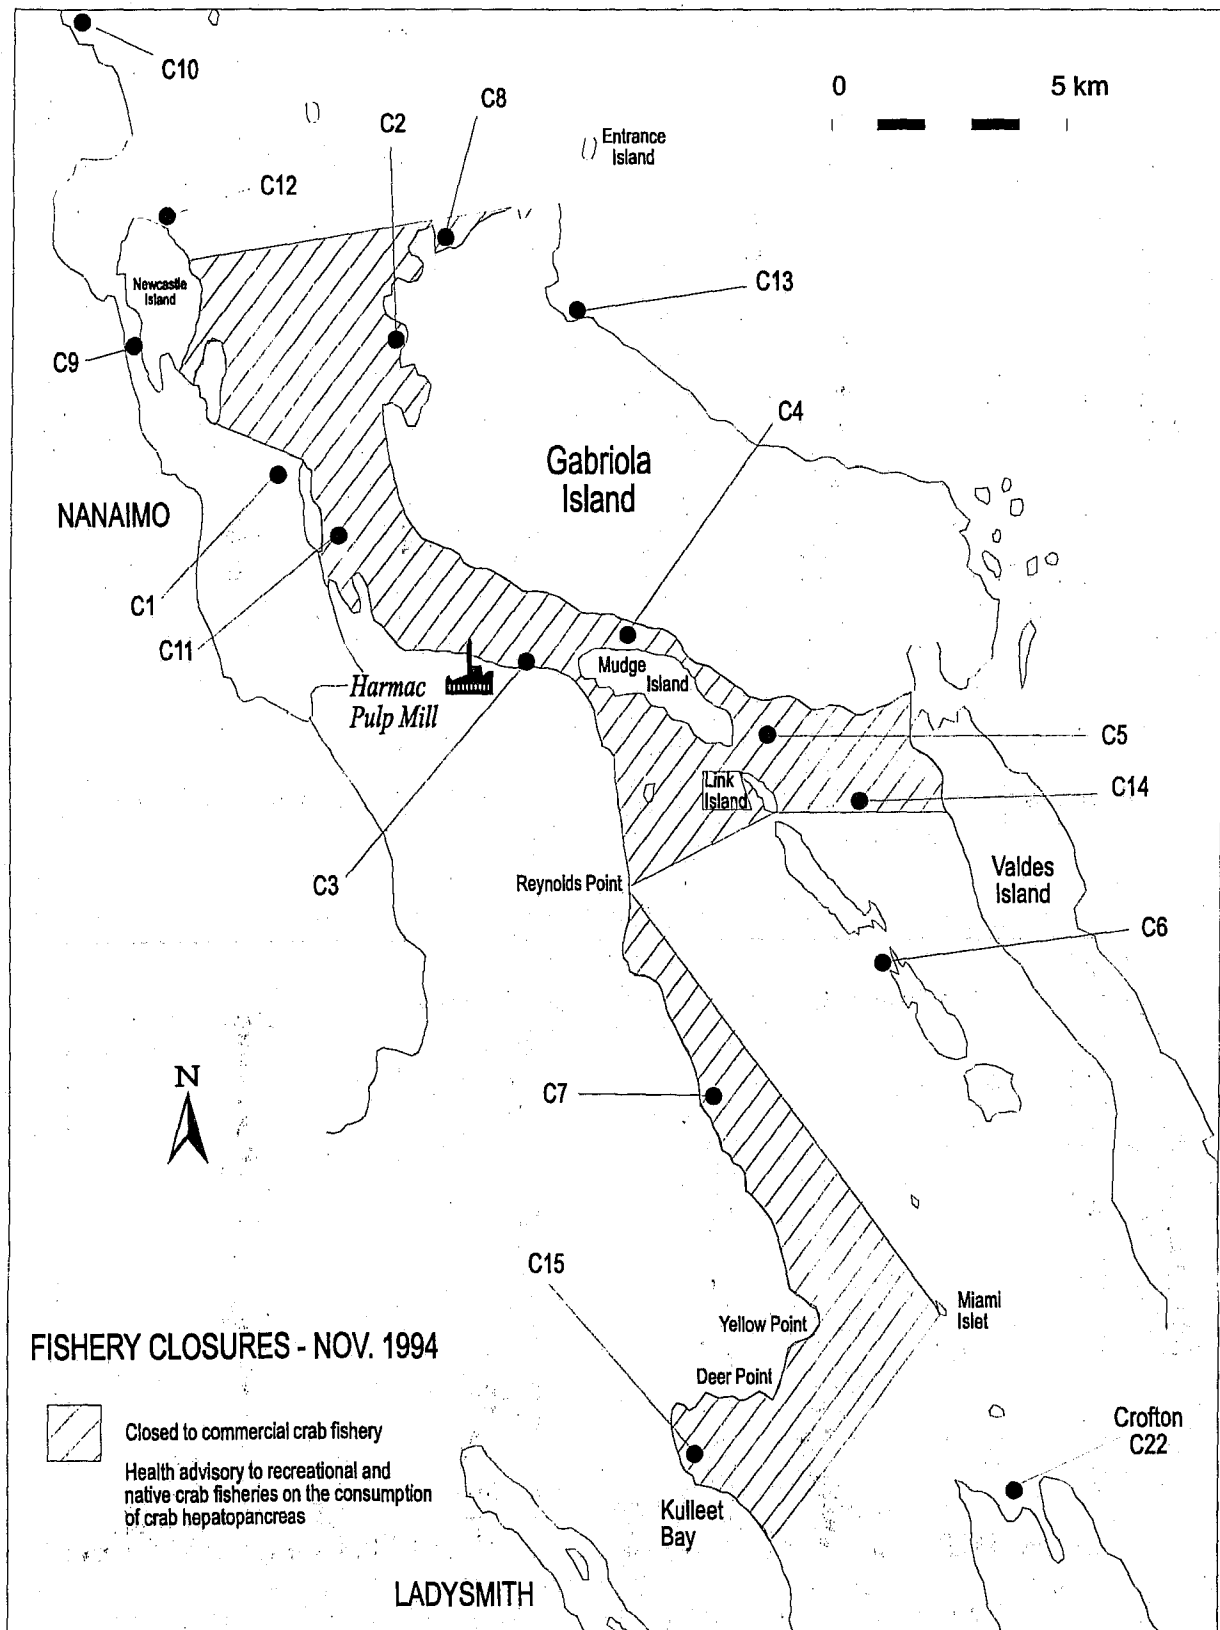 C10
0 5 km
C8
C2
Entrance
Island
C12
C13
Newcastle
Island
C9
C4
Gabriola
Island
NANAIMO
C1
C11
Mudge
Island
Harmac
Pulp Mill
C5
Link
Island
C14
C3
Reynolds Point
Valdes
Island
C6
N
C7
C15
Miami
Islet
Yellow Point
FISHERY CLOSURES - NOV. 1994
Deer Point
Closed to commercial crab fishery
Health advisory to recreational and
native crab fisheries on the consumption
of crab hepatopancreas
Crofton
C22
Kulleet
Bay
LADYSMITH